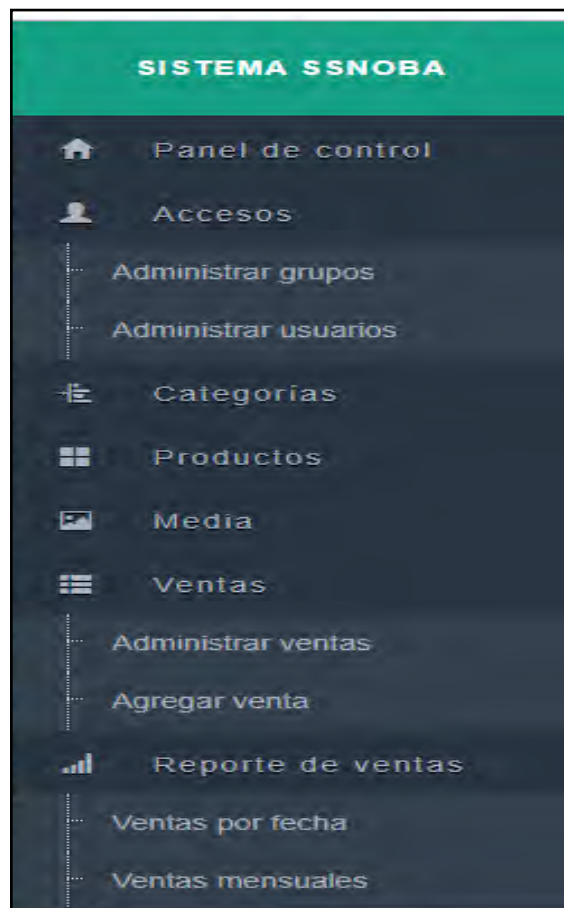 SISTEMA SSNOBA
Panel de control
Accesos
Administrar grupos
Administrar usuarios
Categorías
Productos
Media
Ventas
Administrar ventas
Agregar venta
Reporte de ventas
Ventas por fecha
Ventas mensuales